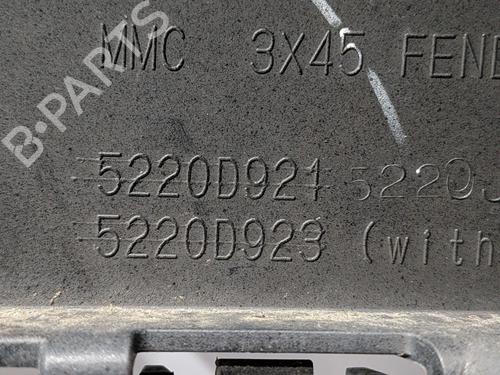 B-PARTS
MMC 3X45 FEND
5220D921 5220J
5220D923 (with